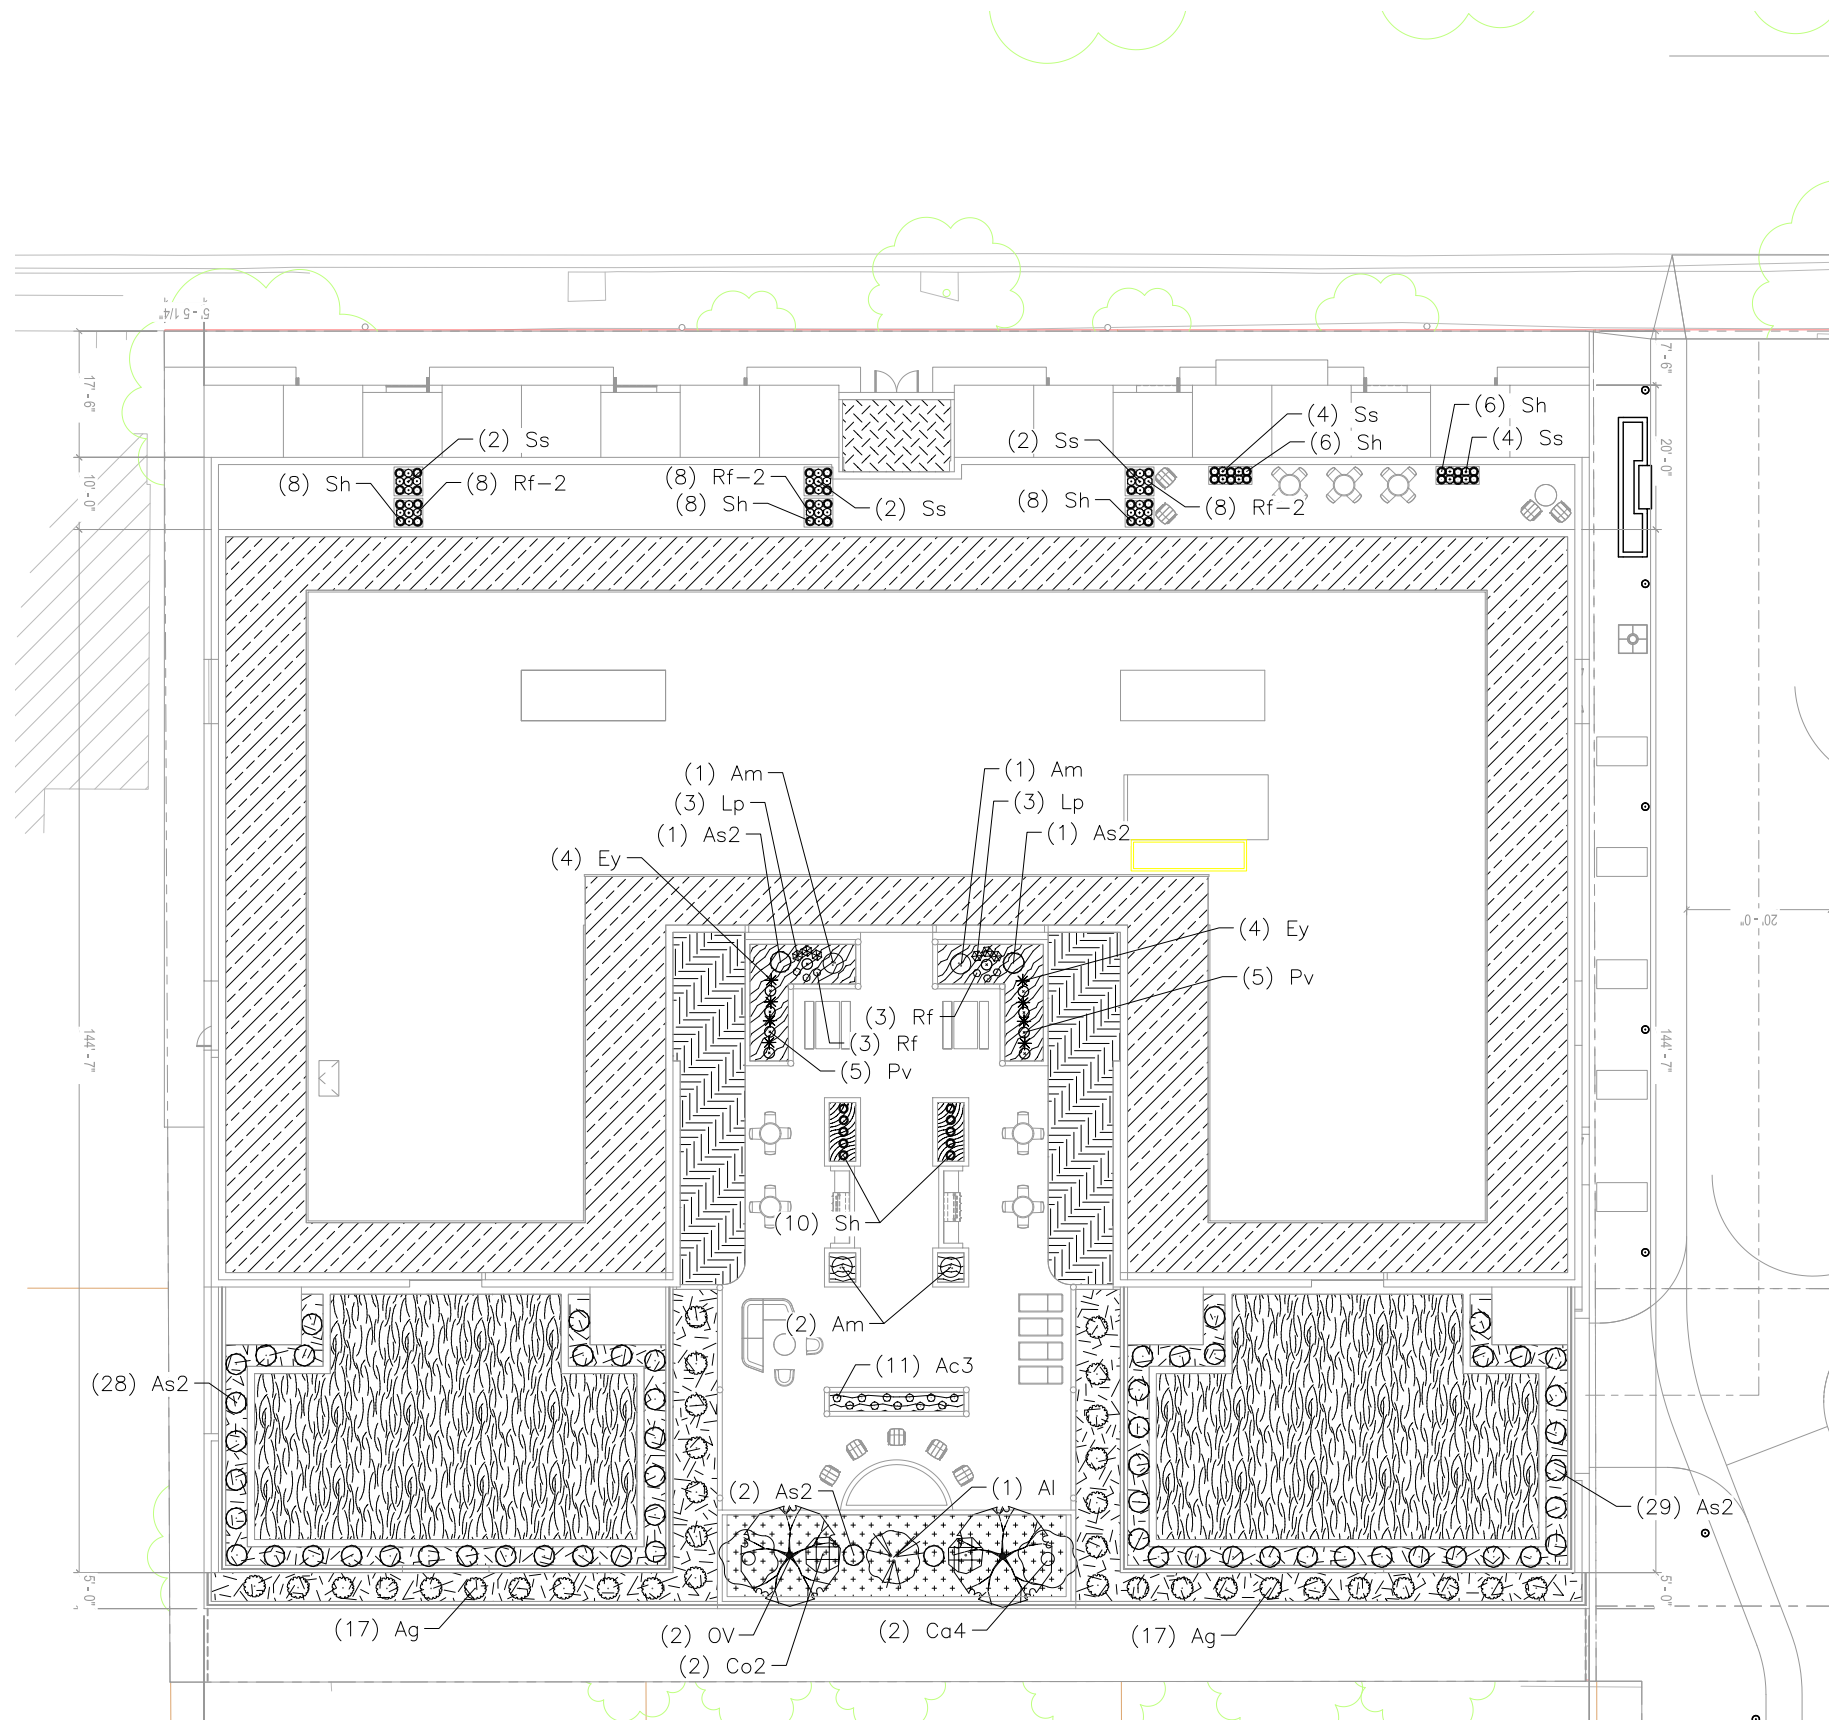 5'- 5 1/4"
17'- 6"
7'- 6"
(4) Ss
(6) Sh
(6) Sh
(4) Ss
(2) Ss
(2) Ss
20'- 0"
(8) Sh
(8) Rf-2
(8) Rf-2
(8) Sh
(2) Ss
(8) Sh
(8) Rf-2
10'- 0"
(1) Am
(3) Lp
(1) As2
(4) Ey
(1) Am
(3) Lp
(1) As2
20'- 0"
(4) Ey
(5) Pv
(3) Rf
(3) Rf
(5) Pv
144'- 7"
144'- 7"
(10) Sh
(2) Am
(11) Ac3
(28) As2
(2) As2
(1) Al
(29) As2
5'- 0"
5'- 0"
(17) Ag
(2) OV
(2) Co2
(2) Ca4
(17) Ag